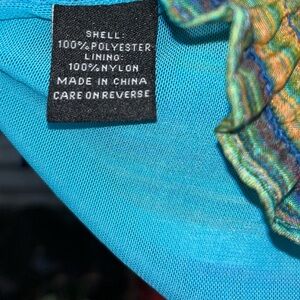 SHELL:
100%POLYESTER
LINING:
100%NYLON
MADE IN CHINA
CARE ON REVERSE